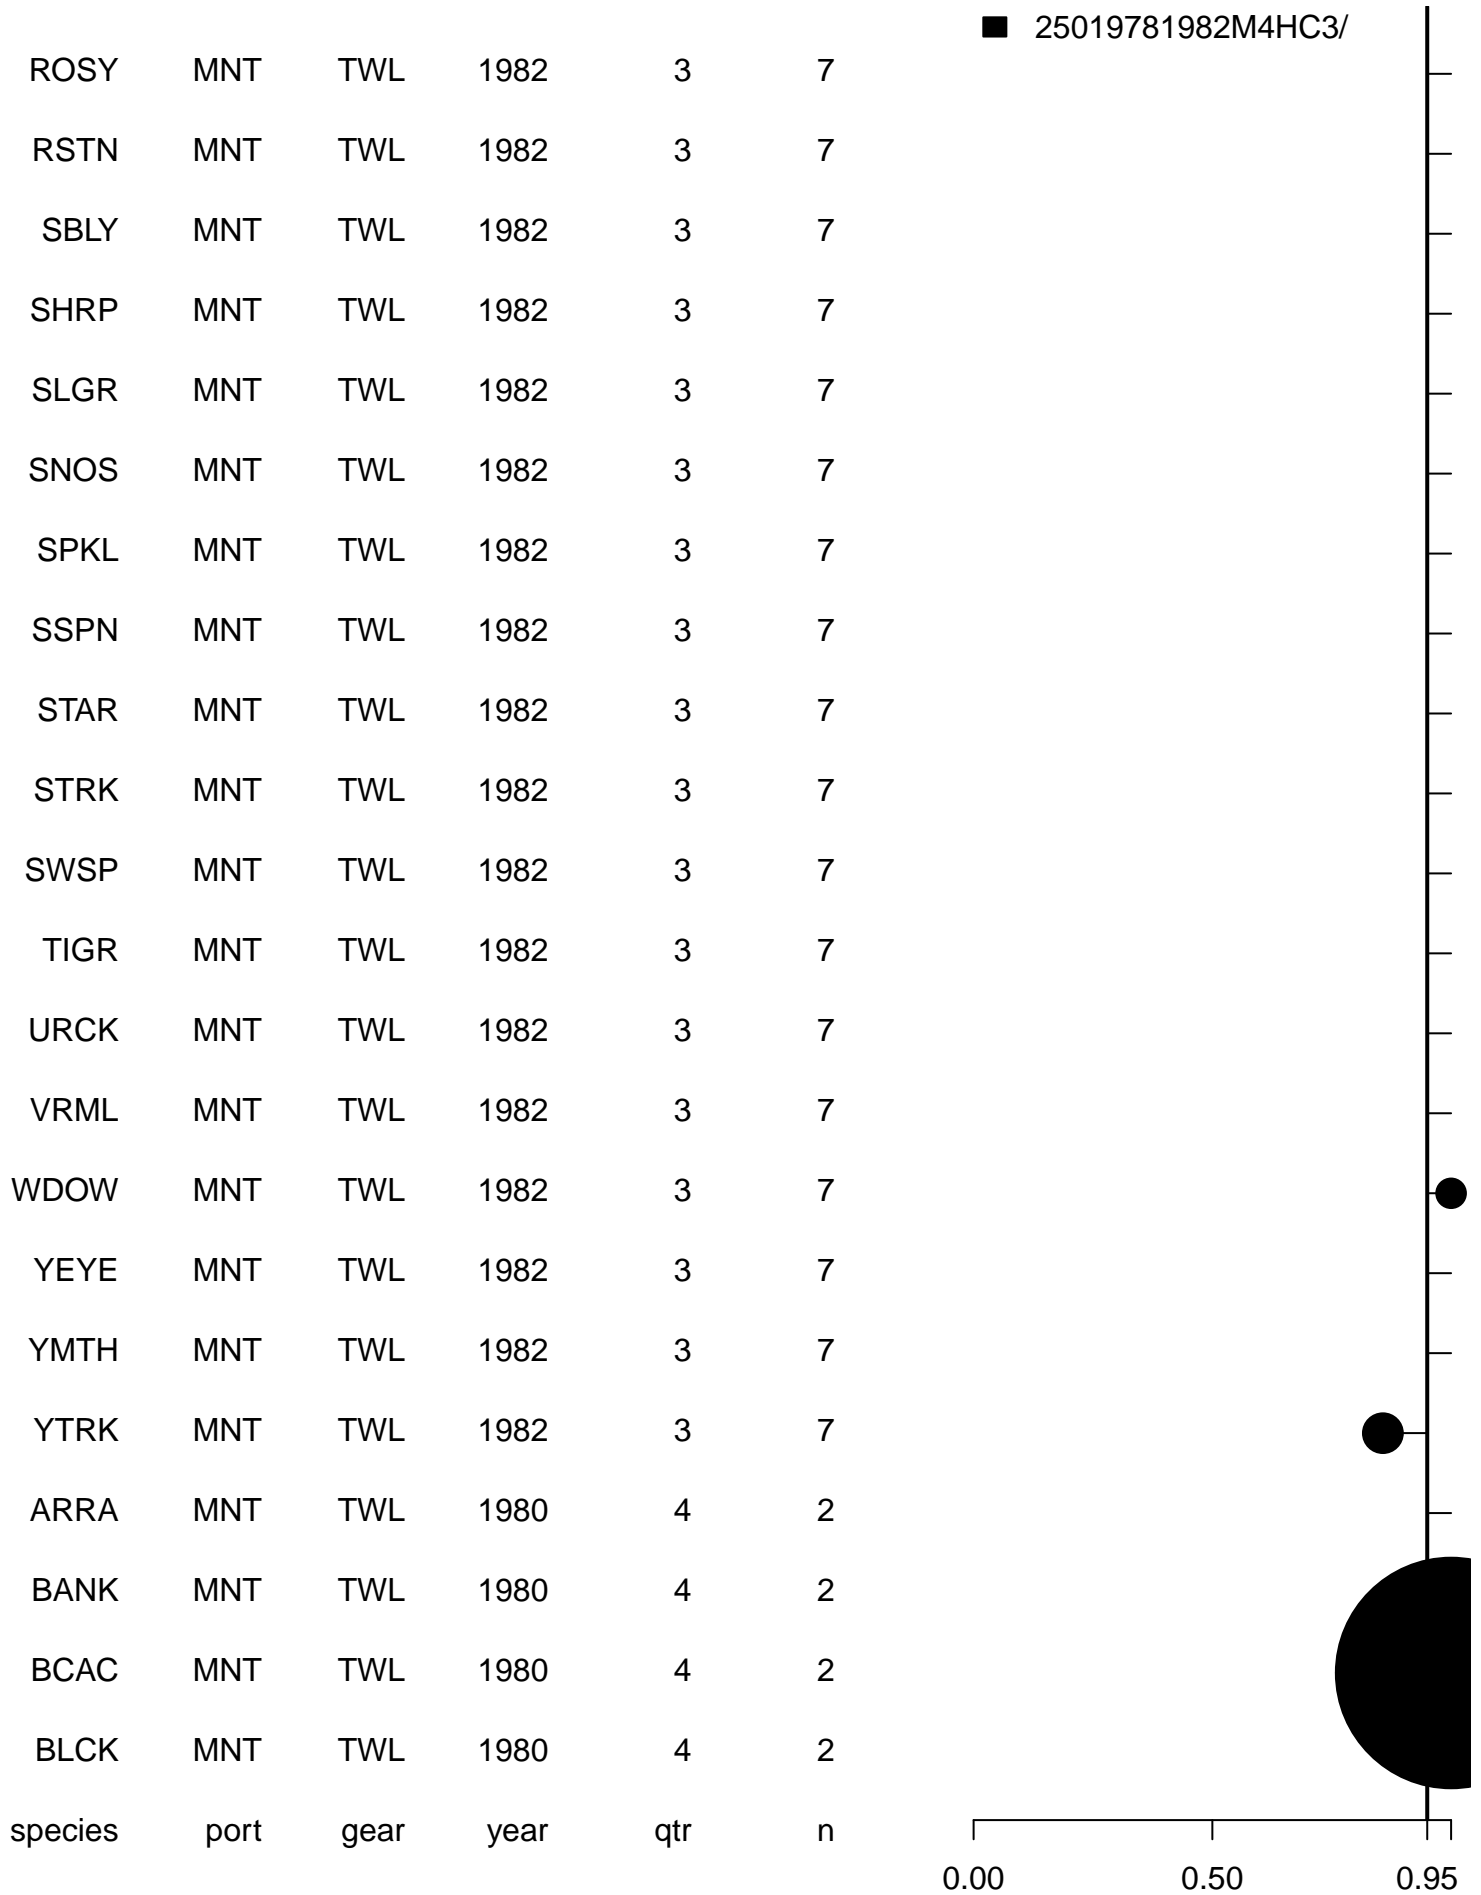 25019781982M4HC3/
ROSY MNT TWL 1982 3 7
RSTN MNT TWL 1982 3 7
SBLY MNT TWL 1982 3 7
SHRP MNT TWL 1982 3 7
SLGR MNT TWL 1982 3 7
SNOS MNT TWL 1982 3 7
SPKL MNT TWL 1982 3 7
SSPN MNT TWL 1982 3 7
STAR MNT TWL 1982 3 7
STRK MNT TWL 1982 3 7
SWSP MNT TWL 1982 3 7
TIGR MNT TWL 1982 3 7
URCK MNT TWL 1982 3 7
VRML MNT TWL 1982 3 7
WDOW MNT TWL 1982 3 7
YEYE MNT TWL 1982 3 7
YMTH MNT TWL 1982 3 7
YTRK MNT TWL 1982 3 7
ARRA MNT TWL 1980 4 2
BANK MNT TWL 1980 4 2
BCAC MNT TWL 1980 4 2
BLCK MNT TWL 1980 4 2
species port gear year qtr n
0.00 0.50 0.95